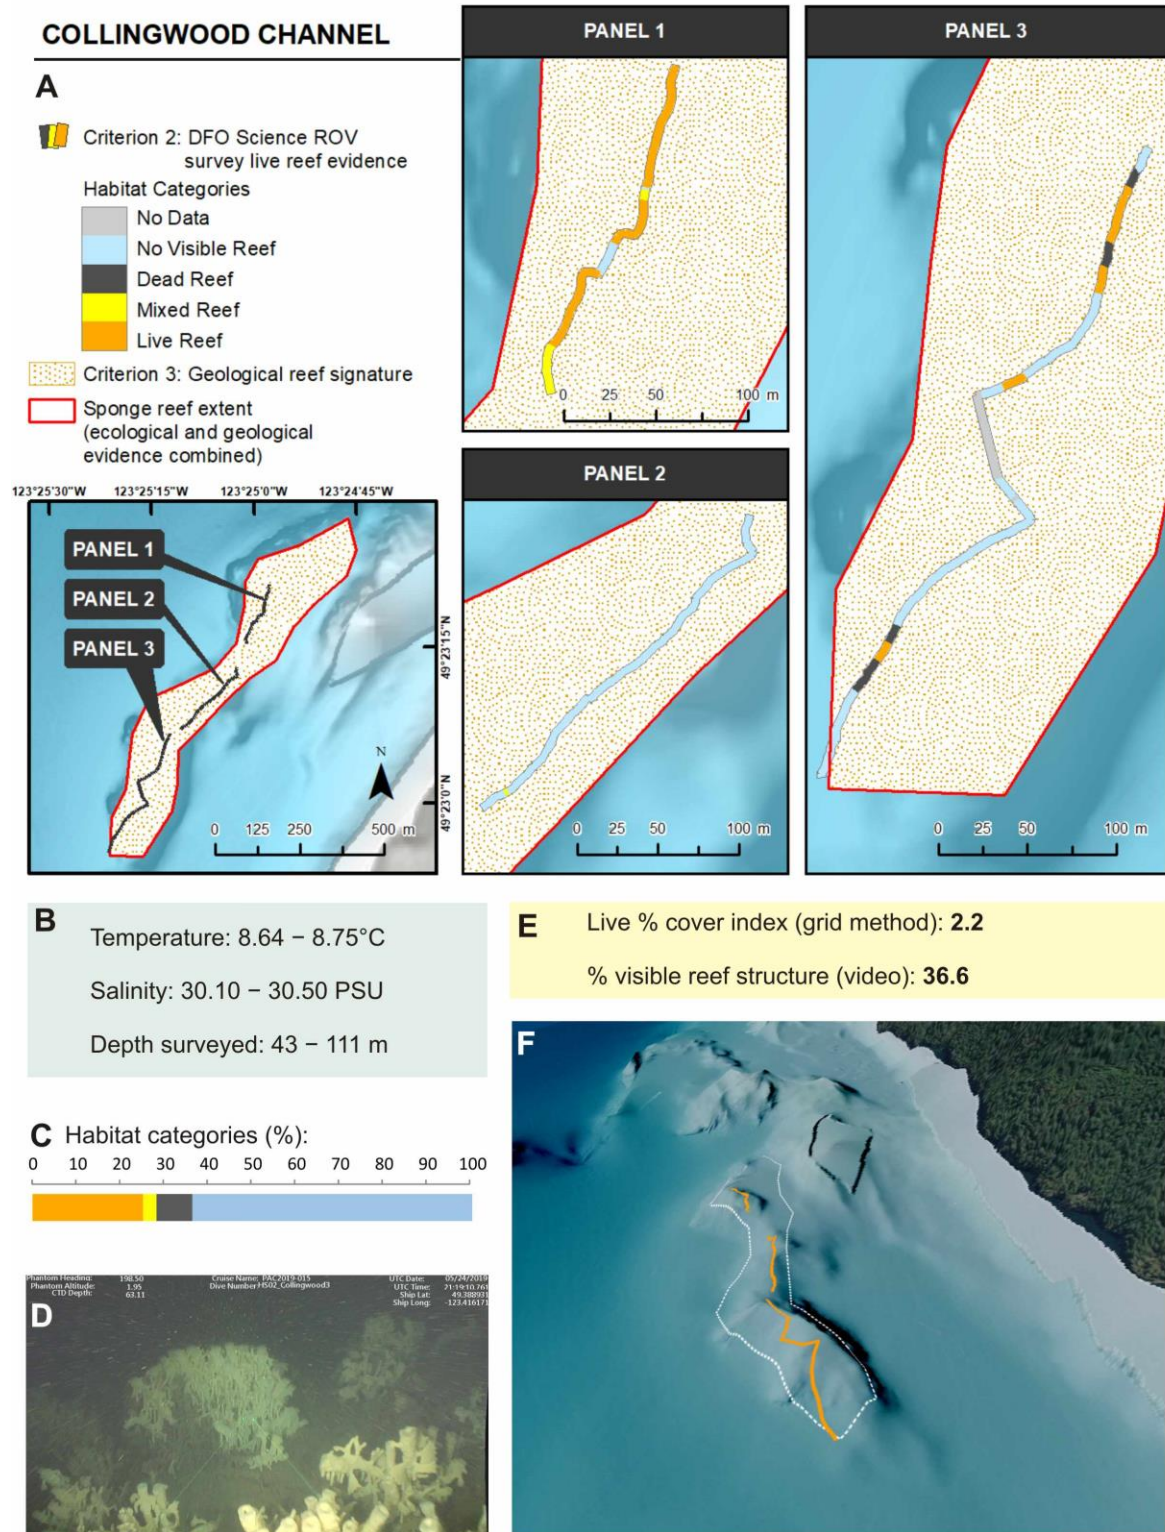 COLLINGWOOD CHANNEL
A
Criterion 2: DFO Science ROV
survey live reef evidence
Habitat Categories
No Data
No Visible Reef
Dead Reef
Mixed Reef
Live Reef
Criterion 3: Geological reef signature
Sponge reef extent
(ecological and geological
evidence combined)
123°25'30"W 123°25'15"W 123°25'0"W 123°24'45"W
PANEL 1
PANEL 2
PANEL 3
49°23'15"N
49°23'0"N
N
0 125 250 500 m
PANEL 1
0 25 50 100 m
PANEL 2
0 25 50 100 m
PANEL 3
0 25 50 100 m
B
Temperature: 8.64 – 8.75°C
Salinity: 30.10 – 30.50 PSU
Depth surveyed: 43 – 111 m
C Habitat categories (%):
0 10 20 30 40 50 60 70 80 90 100
D
Phantom Heading: 198.50
Phantom Altitude: 1.95
CTD Depth: 63.11
Cruise Name: PAC2019-015
Dive Number: HS02_Collingwood3
UTC Date: 05/24/2019
UTC Time: 21:19:10.76
Ship Lat: 49.388931
Ship Long: -123.416171
E
Live % cover index (grid method): 2.2
% visible reef structure (video): 36.6
F